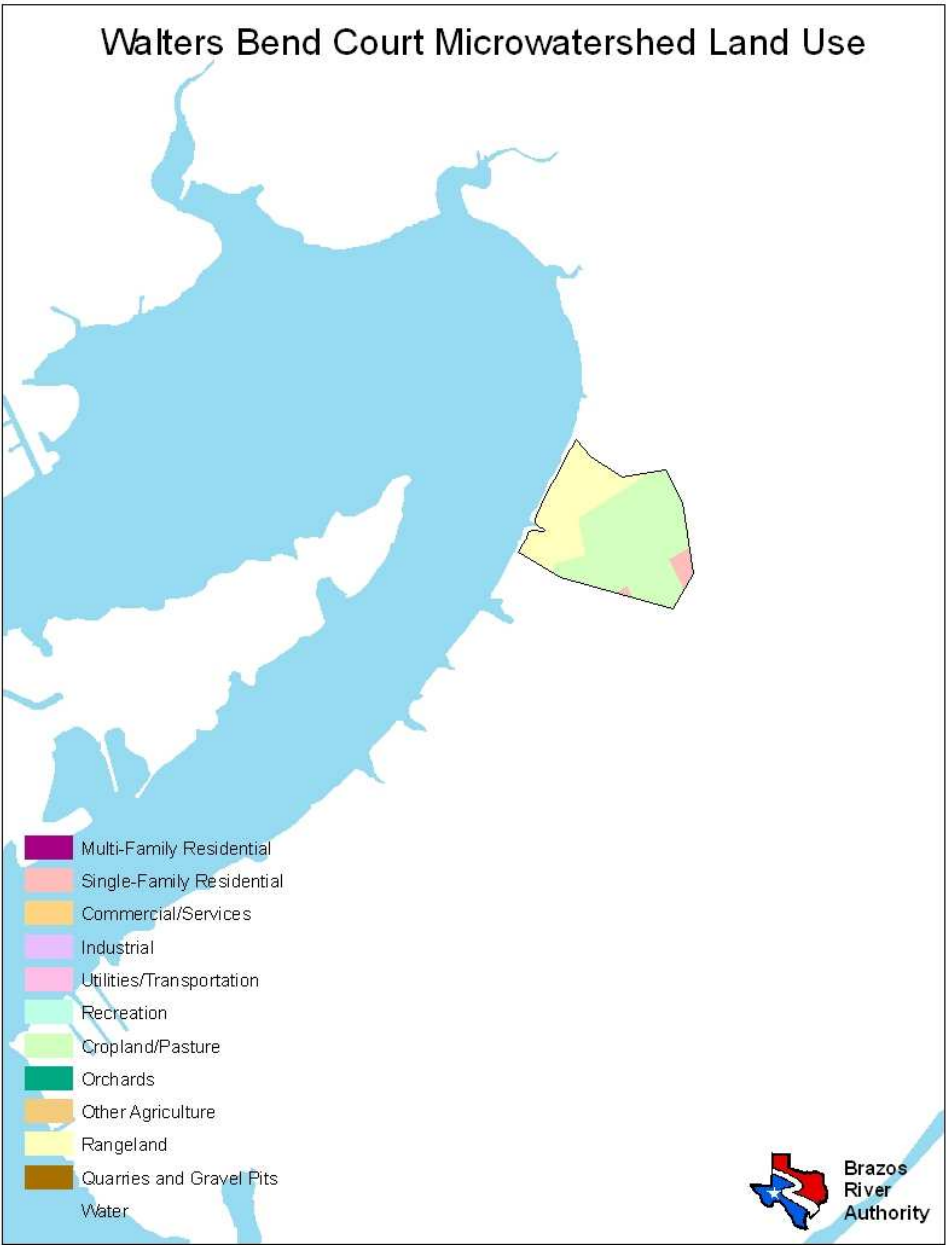 Walters Bend Court Microwatershed Land Use
Multi-Family Residential
Single-Family Residential
Commercial/Services
Industrial
Utilities/Transportation
Recreation
Cropland/Pasture
Orchards
Other Agriculture
Rangeland
Quarries and Gravel Pits
Water
Brazos
River
Authority